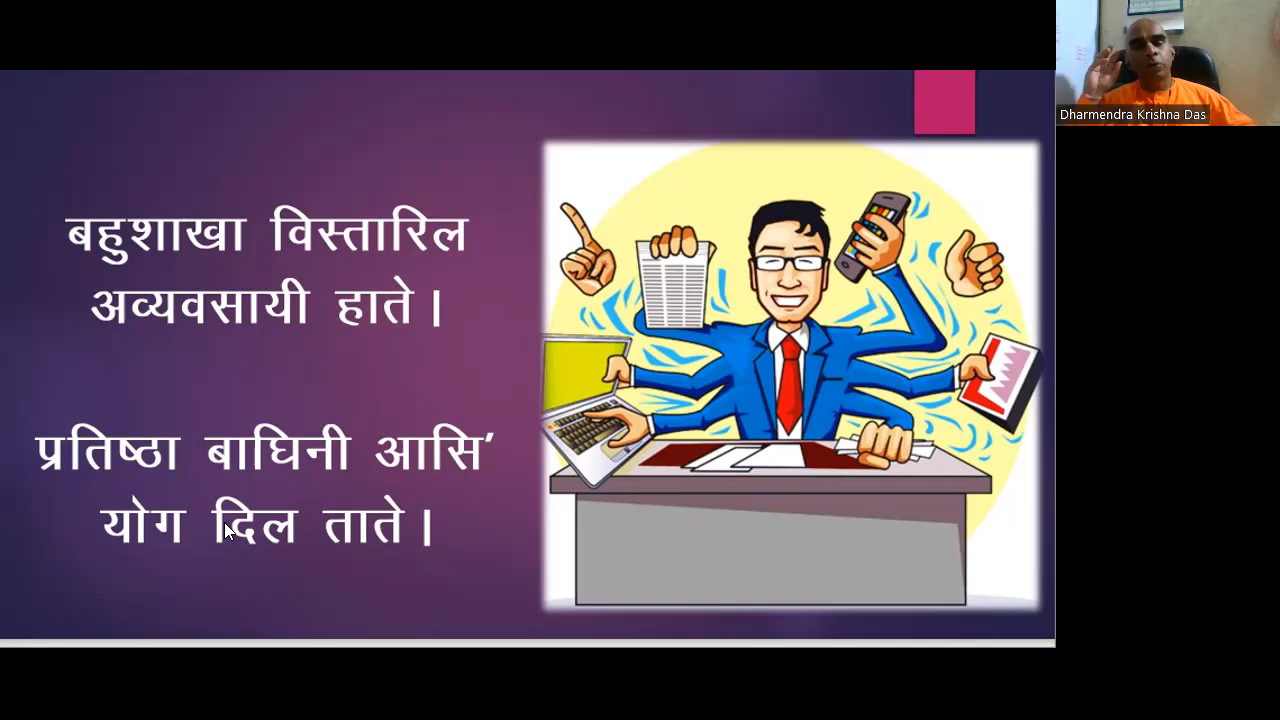 बहुशाखा विस्तारिल
अव्यवसायी हाते।
प्रतिष्ठा बाघिनी आसि’
योग दिल ताते।
Dharmendra Krishna Das